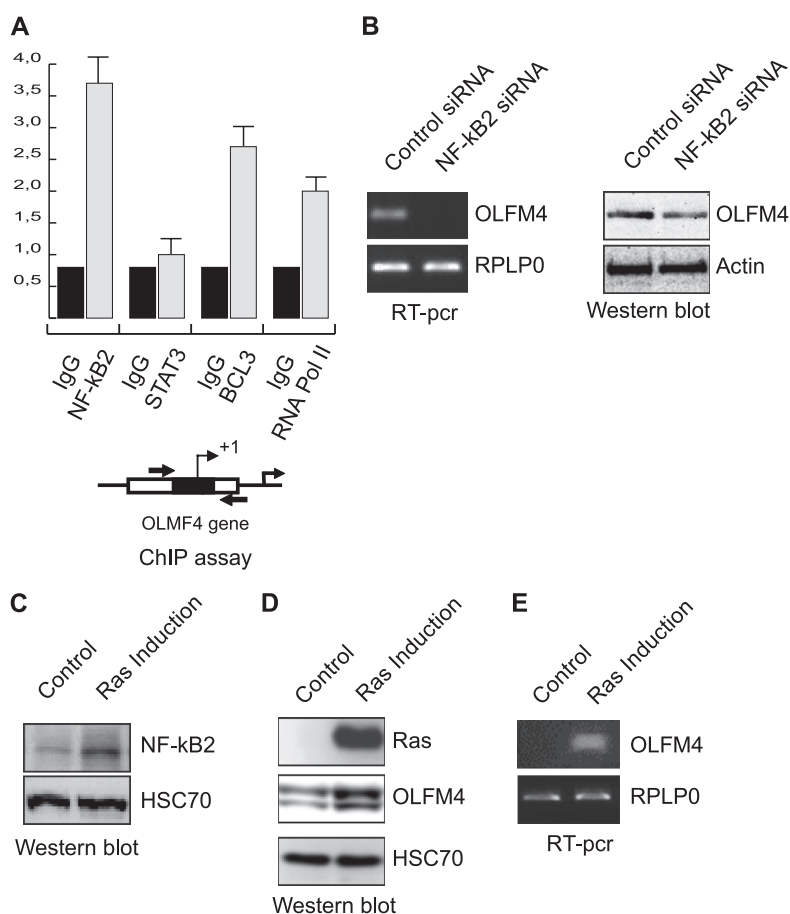 A
4,0
3,5
3,0
2,5
2,0
1,5
1,0
0,5
IgG
NF-kB2
IgG
STAT3
IgG
BCL3
IgG
RNA Pol II
+1
OLMF4 gene
ChIP assay
B
Control siRNA
NF-kB2 siRNA
OLFM4
RPLP0
RT-pcr
Control siRNA
NF-kB2 siRNA
OLFM4
Actin
Western blot
C
Control
Ras Induction
NF-kB2
HSC70
Western blot
D
Control
Ras Induction
Ras
OLFM4
HSC70
Western blot
E
Control
Ras Induction
OLFM4
RPLP0
RT-pcr